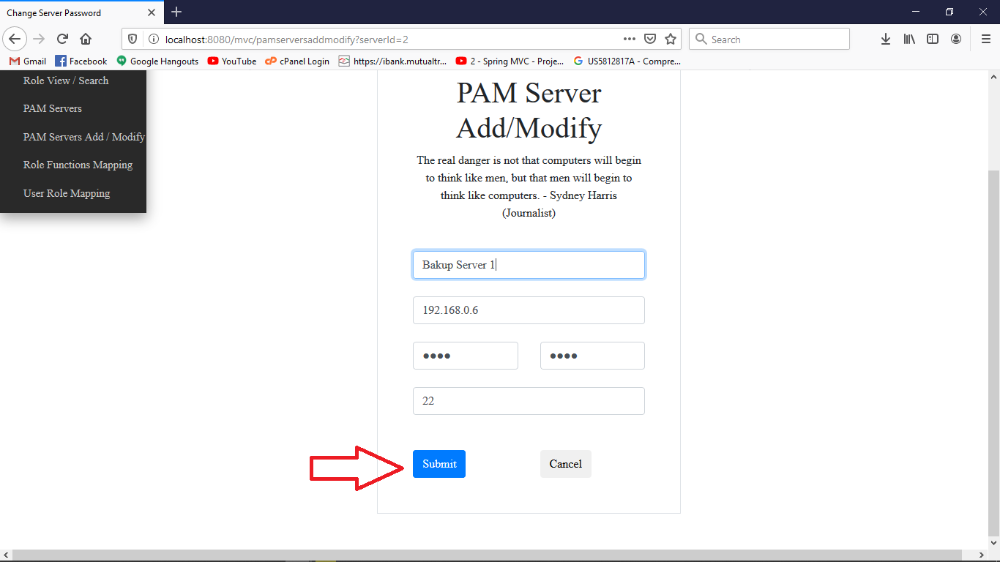 Change Server Password
localhost:8080/mvc/pamserversaddmodify?serverId=2
Search
Gmail
Facebook
Google Hangouts
YouTube
cPanel Login
https://ibank.mutualtr...
2 - Spring MVC - Proje...
US5812817A - Compre...
Role View / Search
PAM Servers
PAM Servers Add / Modify
Role Functions Mapping
User Role Mapping
PAM Server
Add/Modify
The real danger is not that computers will begin
to think like men, but that men will begin to
think like computers. - Sydney Harris
(Journalist)
Bakup Server 1
192.168.0.6
●●●● ●●●●
22
Submit Cancel